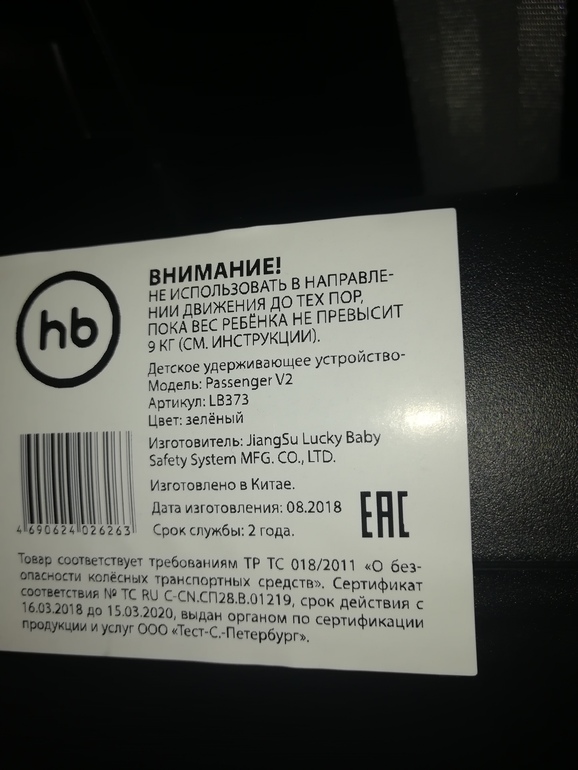 hb
ВНИМАНИЕ!
НЕ ИСПОЛЬЗОВАТЬ В НАПРАВЛЕ-
НИИ ДВИЖЕНИЯ ДО ТЕХ ПОР,
ПОКА ВЕС РЕБЁНКА НЕ ПРЕВЫСИТ
9 КГ (СМ. ИНСТРУКЦИИ).
Детское удерживающее устройство-
Модель: Passenger V2
Артикул: LB373
Цвет: зелёный
Изготовитель: JiangSu Lucky Baby
Safety System MFG. CO., LTD.
Изготовлено в Китае.
Дата изготовления: 08.2018
Срок службы: 2 года.
EAC
4 690624 026263
Товар соответствует требованиям ТР ТС 018/2011 «О без-
опасности колёсных транспортных средств». Сертификат
соответствия № ТС RU C-CN.СП28.В.01219, срок действия с
16.03.2018 до 15.03.2020, выдан органом по сертификации
продукции и услуг ООО «Тест-С.-Петербург».